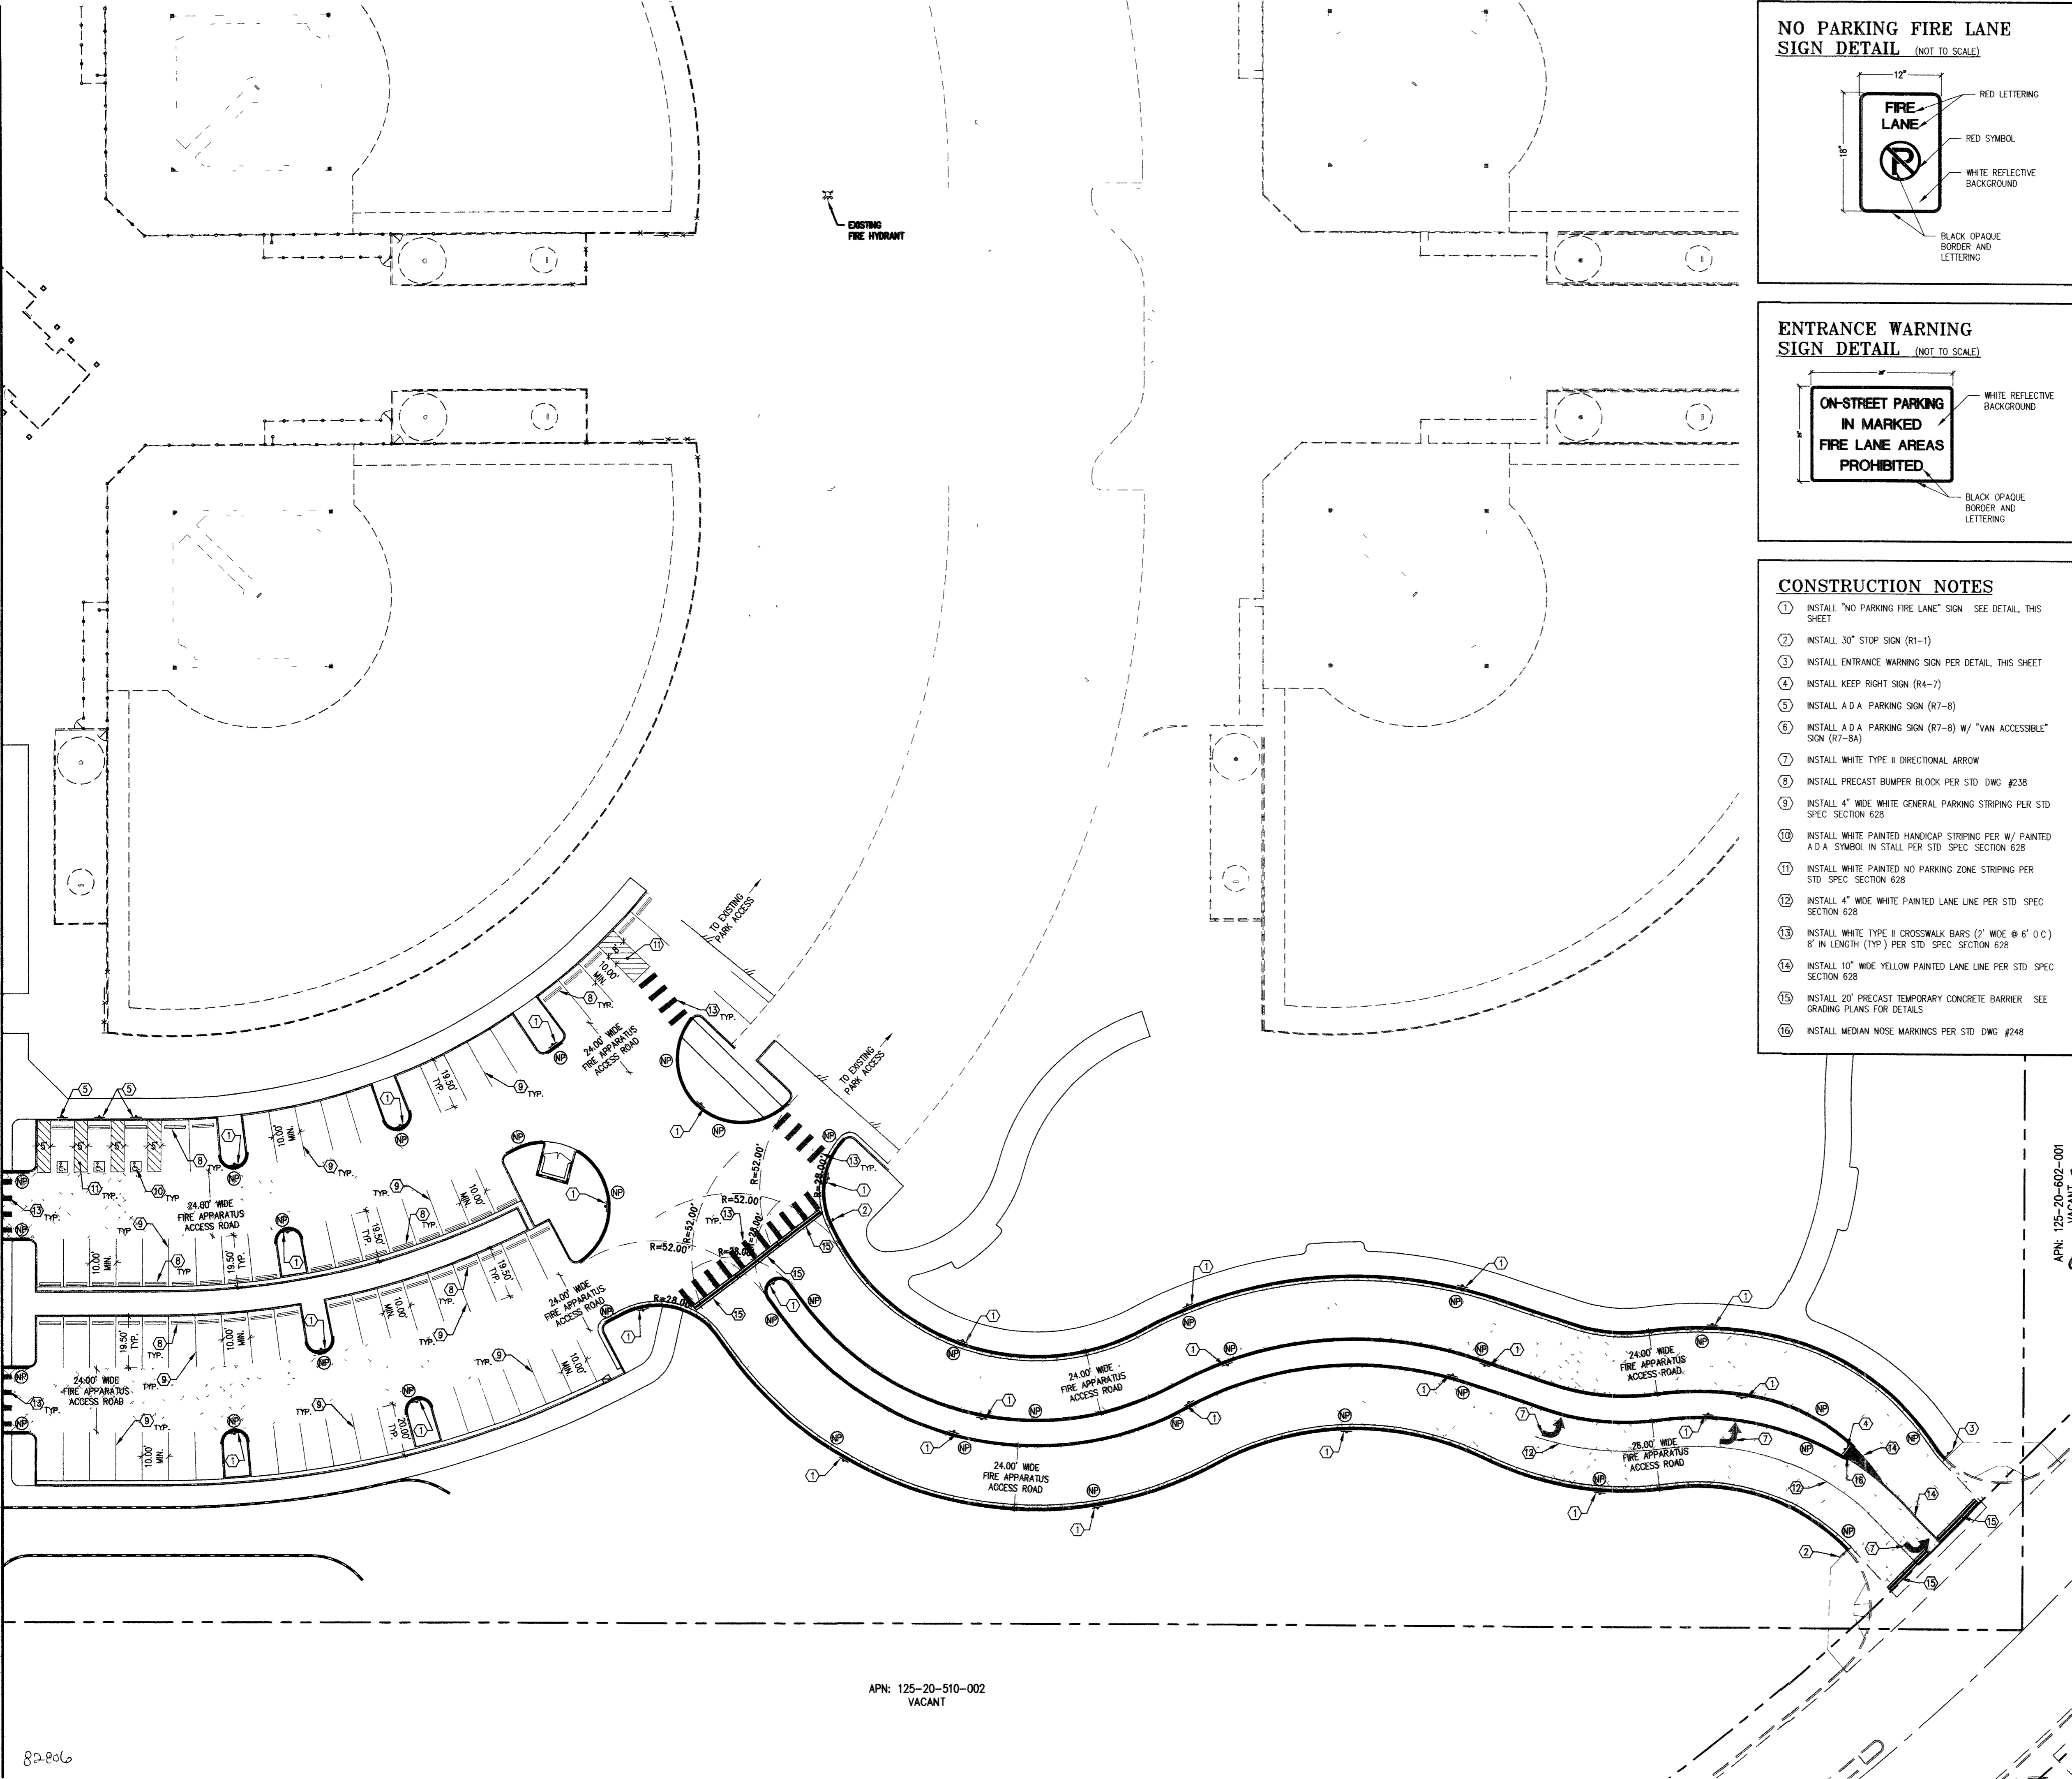 NO PARKING FIRE LANE
SIGN DETAIL (NOT TO SCALE)
12"
18"
FIRE
LANE
P
RED LETTERING
RED SYMBOL
WHITE REFLECTIVE
BACKGROUND
BLACK OPAQUE
BORDER AND
LETTERING
ENTRANCE WARNING
SIGN DETAIL (NOT TO SCALE)
ON-STREET PARKING
IN MARKED
FIRE LANE AREAS
PROHIBITED
WHITE REFLECTIVE
BACKGROUND
BLACK OPAQUE
BORDER AND
LETTERING
CONSTRUCTION NOTES
1 INSTALL "NO PARKING FIRE LANE" SIGN SEE DETAIL, THIS
SHEET
2 INSTALL 30" STOP SIGN (R1-1)
3 INSTALL ENTRANCE WARNING SIGN PER DETAIL, THIS SHEET
4 INSTALL KEEP RIGHT SIGN (R4-7)
5 INSTALL A D A PARKING SIGN (R7-8)
6 INSTALL A D A PARKING SIGN (R7-8) W/ "VAN ACCESSIBLE"
SIGN (R7-8A)
7 INSTALL WHITE TYPE II DIRECTIONAL ARROW
8 INSTALL PRECAST BUMPER BLOCK PER STD DWG #238
9 INSTALL 4" WIDE WHITE GENERAL PARKING STRIPING PER STD
SPEC SECTION 628
10 INSTALL WHITE PAINTED HANDICAP STRIPING PER W/ PAINTED
A D A SYMBOL IN STALL PER STD SPEC SECTION 628
11 INSTALL WHITE PAINTED NO PARKING ZONE STRIPING PER
STD SPEC SECTION 628
12 INSTALL 4" WIDE WHITE PAINTED LANE LINE PER STD SPEC
SECTION 628
13 INSTALL WHITE TYPE II CROSSWALK BARS (2' WIDE @ 6' O C)
8' IN LENGTH (TYP ) PER STD SPEC SECTION 628
14 INSTALL 10" WIDE YELLOW PAINTED LANE LINE PER STD SPEC
SECTION 628
15 INSTALL 20' PRECAST TEMPORARY CONCRETE BARRIER SEE
GRADING PLANS FOR DETAILS
16 INSTALL MEDIAN NOSE MARKINGS PER STD DWG #248
EXISTING
FIRE HYDRANT
TO EXISTING
PARK ACCESS
TO EXISTING
PARK ACCESS
10.00'
MIN.
24.00' WIDE
FIRE APPARATUS
ACCESS ROAD
19.50'
TYP.
24.00' WIDE
FIRE APPARATUS
ACCESS ROAD
R=52.00'
R=52.00'
R=52.00'
R=52.00'
R=28.00'
R=28.00'
R=28.00'
R=28.00'
24.00' WIDE
FIRE APPARATUS
ACCESS ROAD
24.00' WIDE
FIRE APPARATUS
ACCESS ROAD
20.00'
TYP.
24.00' WIDE
FIRE APPARATUS
ACCESS ROAD
24.00' WIDE
FIRE APPARATUS
ACCESS ROAD
24.00' WIDE
FIRE APPARATUS
ACCESS ROAD
26.00' WIDE
FIRE APPARATUS
ACCESS ROAD
APN: 125-20-602-001
APN: 125-20-510-002
VACANT
82806